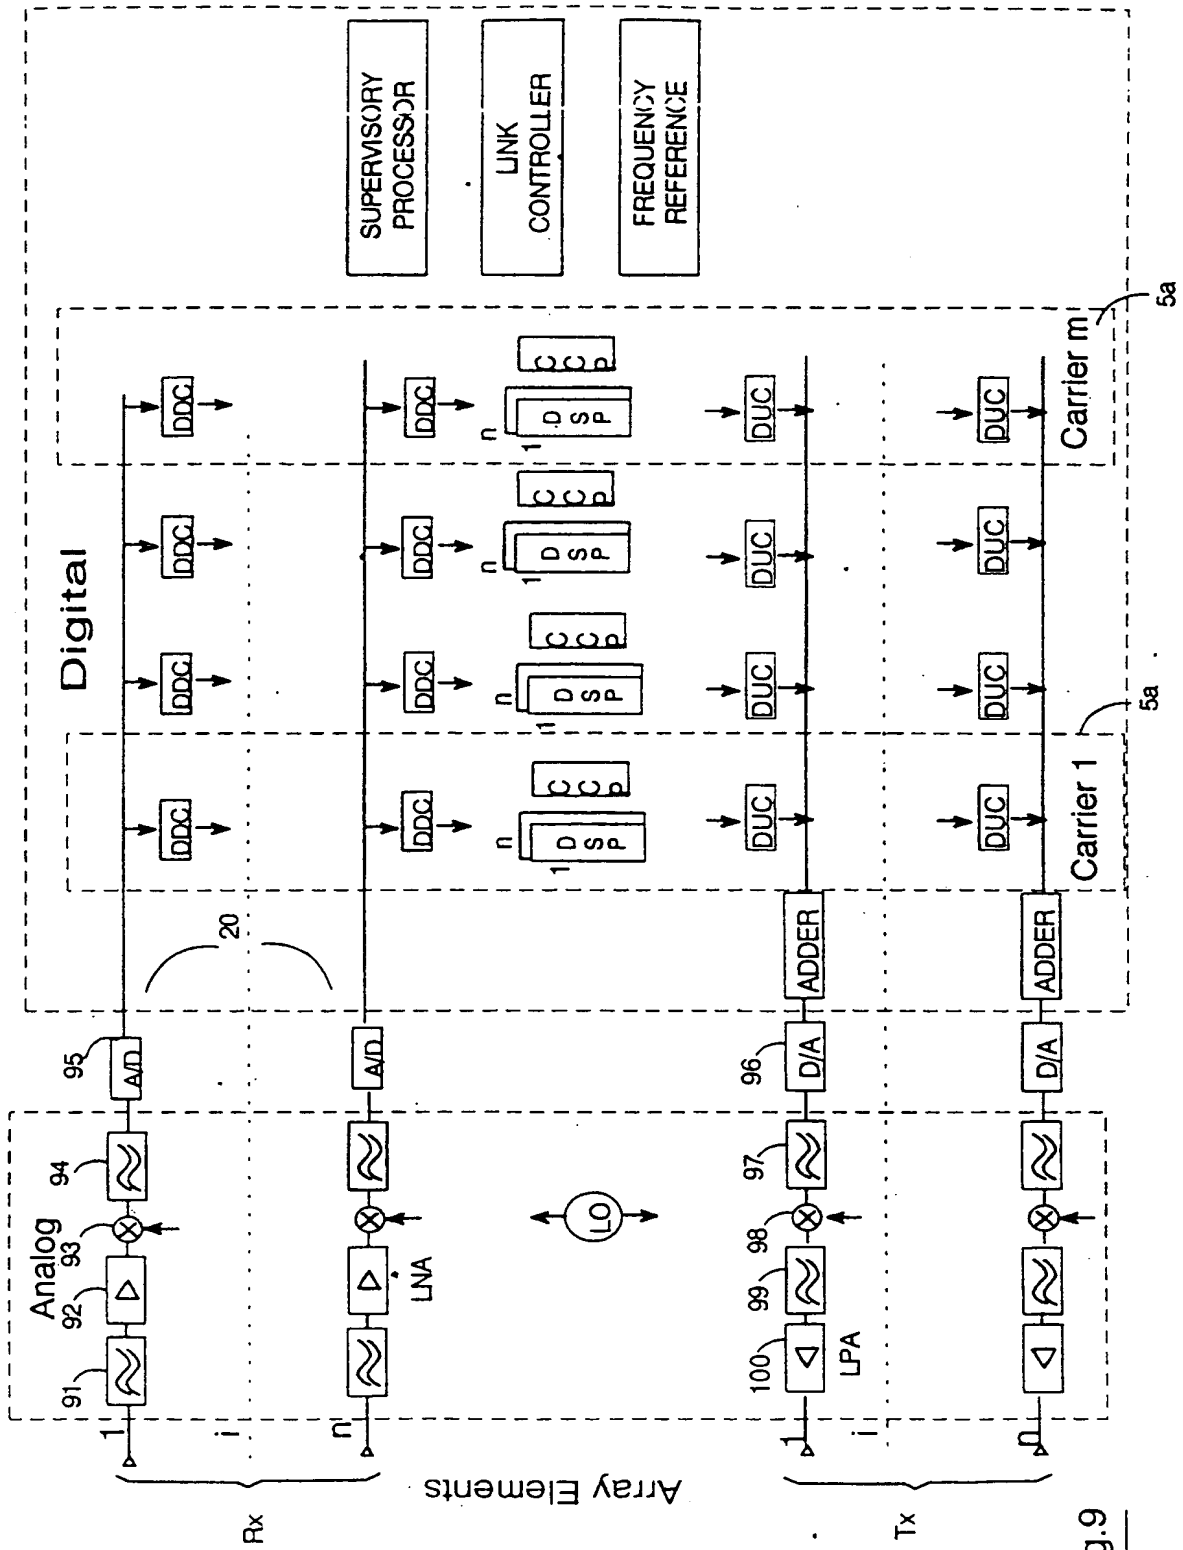 Analog
Digital
91
92
93
94
95
1
A/D
DDC
DDC
DDC
DDC
Rx
i
20
n
A/D
DDC
DDC
DDC
DDC
LNA
SUPERVISORY
PROCESSOR
Array Elements
LO
n
1
DSP
CCP
n
1
DSP
CCP
n
1
DSP
CCP
n
1
DSP
CCP
LINK
CONTROLLER
FREQUENCY
REFERENCE
100
99
98
97
96
1
D/A
ADDER
DUC
DUC
DUC
DUC
LPA
Tx
i
n
D/A
ADDER
DUC
DUC
DUC
DUC
Carrier 1
Carrier m
5a
5a
g.9